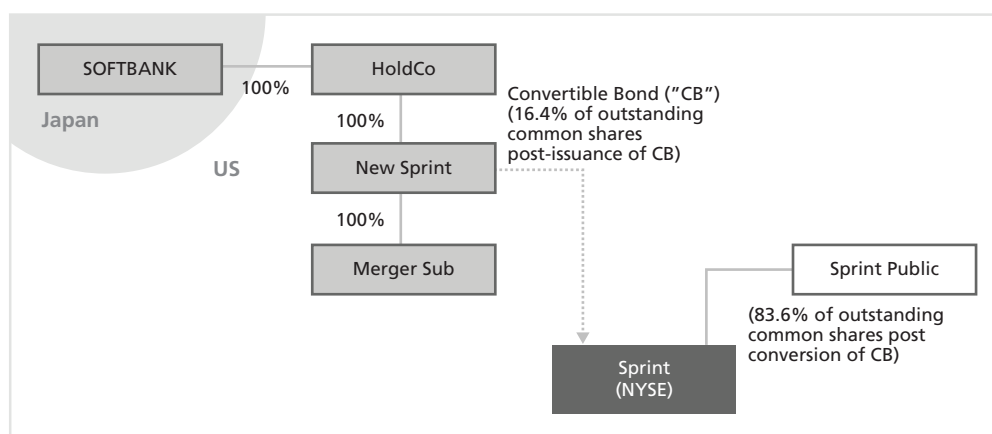 SOFTBANK
HoldCo
100%
Japan
US
100%
Convertible Bond (”CB”)
(16.4% of outstanding
common shares
post-issuance of CB)
New Sprint
100%
Merger Sub
Sprint Public
(83.6% of outstanding
common shares post
conversion of CB)
Sprint
(NYSE)